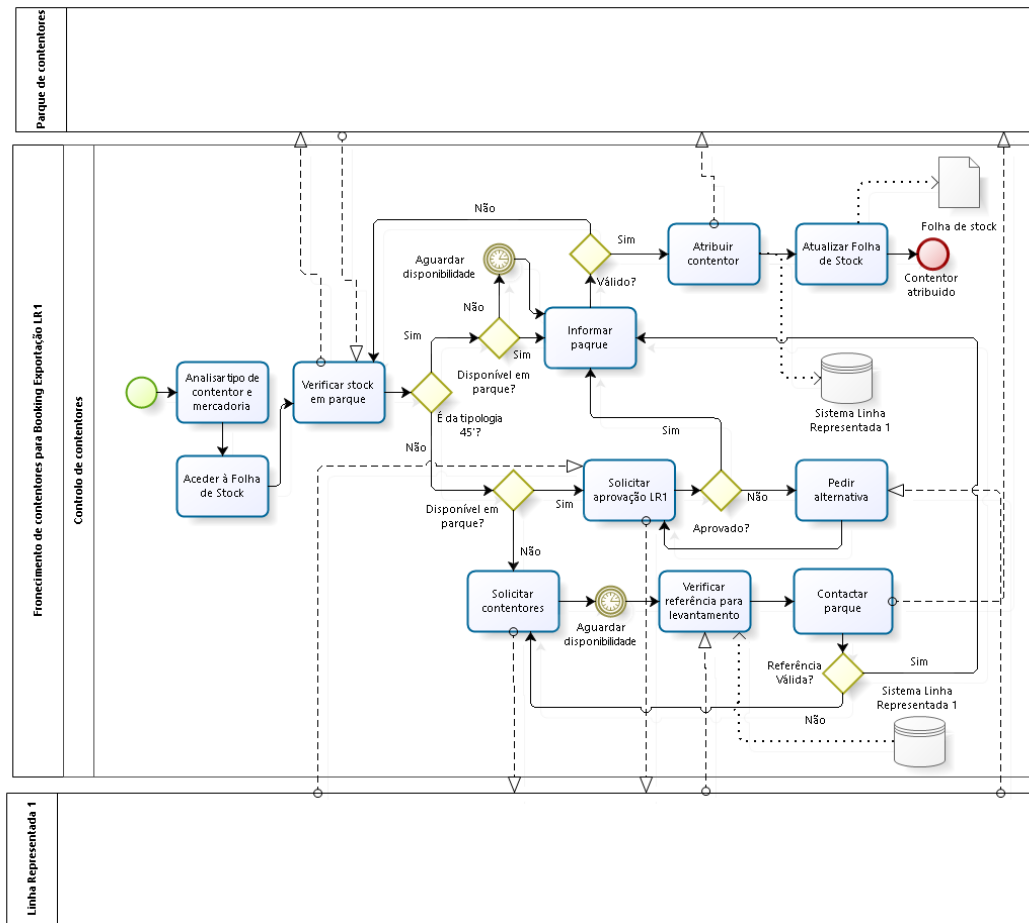 Parque de contentores
Fronecimento de contentores para Booking Exportação LR1
Controlo de contentores
Não
Folha de stock
Aguardar
disponibilidade
Sim
Válido?
Atribuir
contentor
Atualizar Folha
de Stock
Contentor
atribuido
Não
Sim
Sim
Disponível em
parque?
Informar
paqrue
Analisar tipo de
contentor e
mercadoria
Verificar stock
em parque
É da tipologia
45'?
Sistema Linha
Representada 1
Não
Sim
Aceder à Folha
de Stock
Disponível em
parque?
Sim
Solicitar
aprovação LR1
Aprovado?
Não
Pedir
alternativa
Não
Solicitar
contentores
Aguardar
disponibilidade
Verificar
referência para
levantamento
Contactar
parque
Referência
Válida?
Sim
Não
Sistema Linha
Representada 1
Linha Representada 1